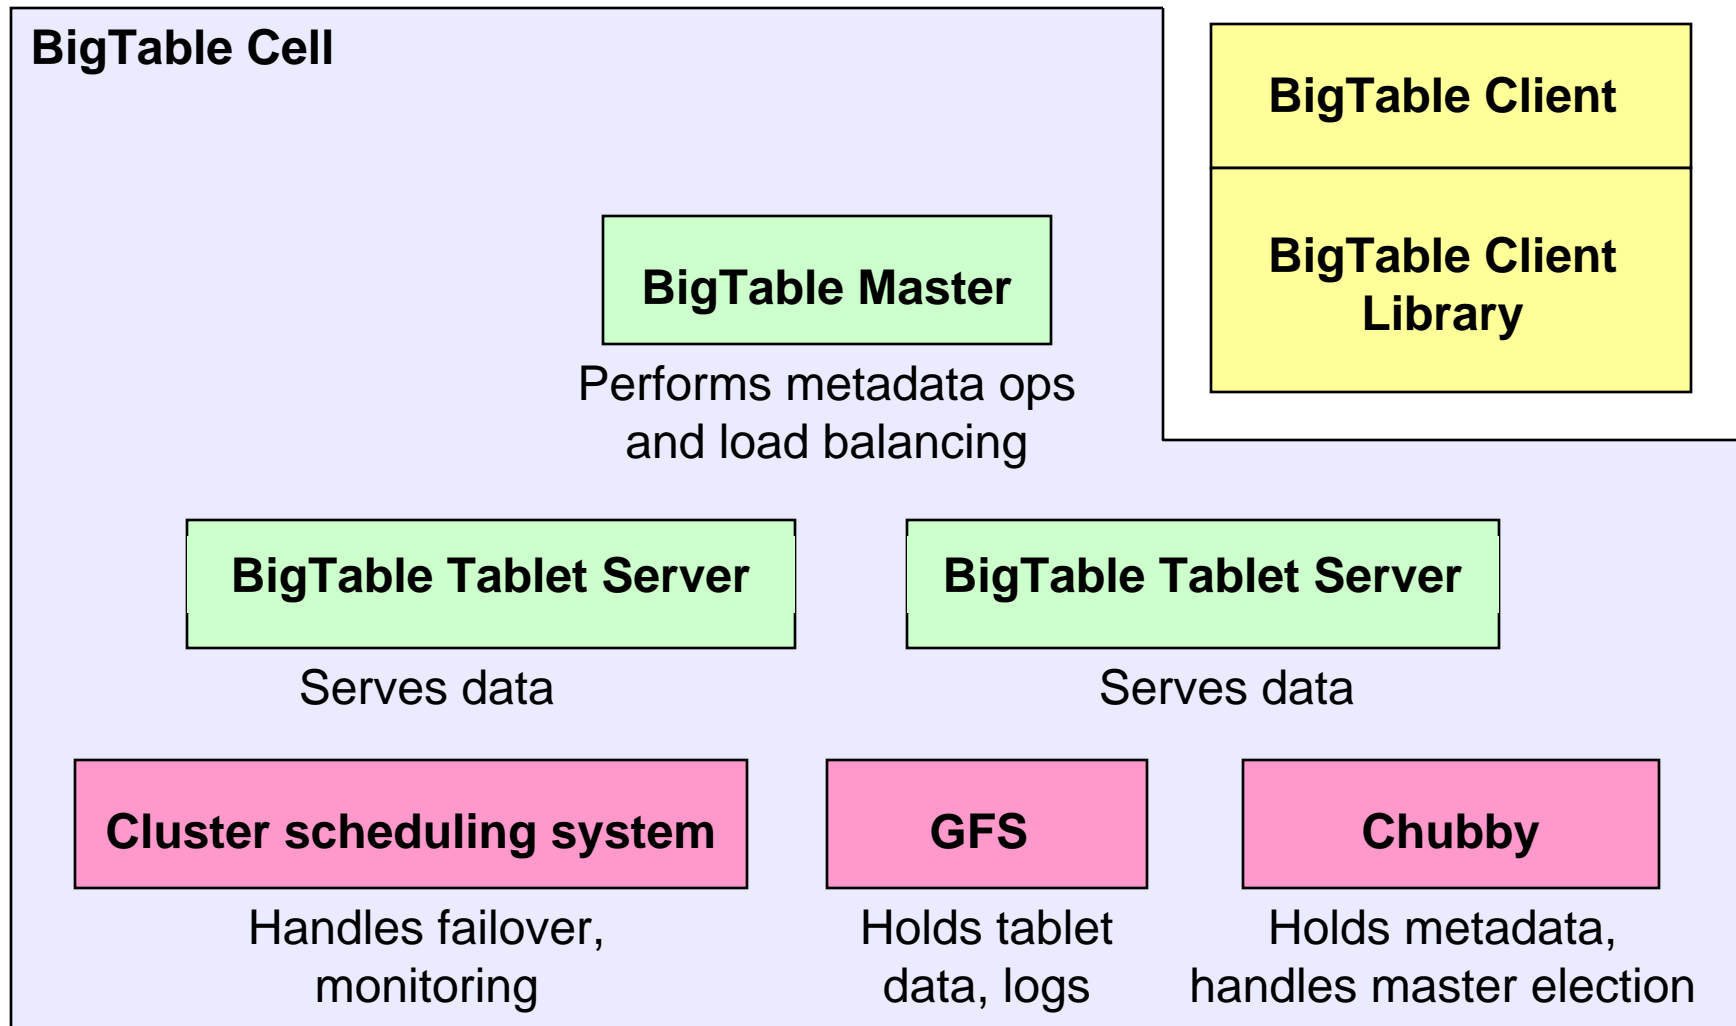 BigTable Cell
BigTable Client
BigTable Client
Library
BigTable Master
Performs metadata ops
and load balancing
BigTable Tablet Server
BigTable Tablet Server
Serves data
Serves data
Cluster scheduling system
GFS
Chubby
Handles failover,
monitoring
Holds tablet
data, logs
Holds metadata,
handles master election